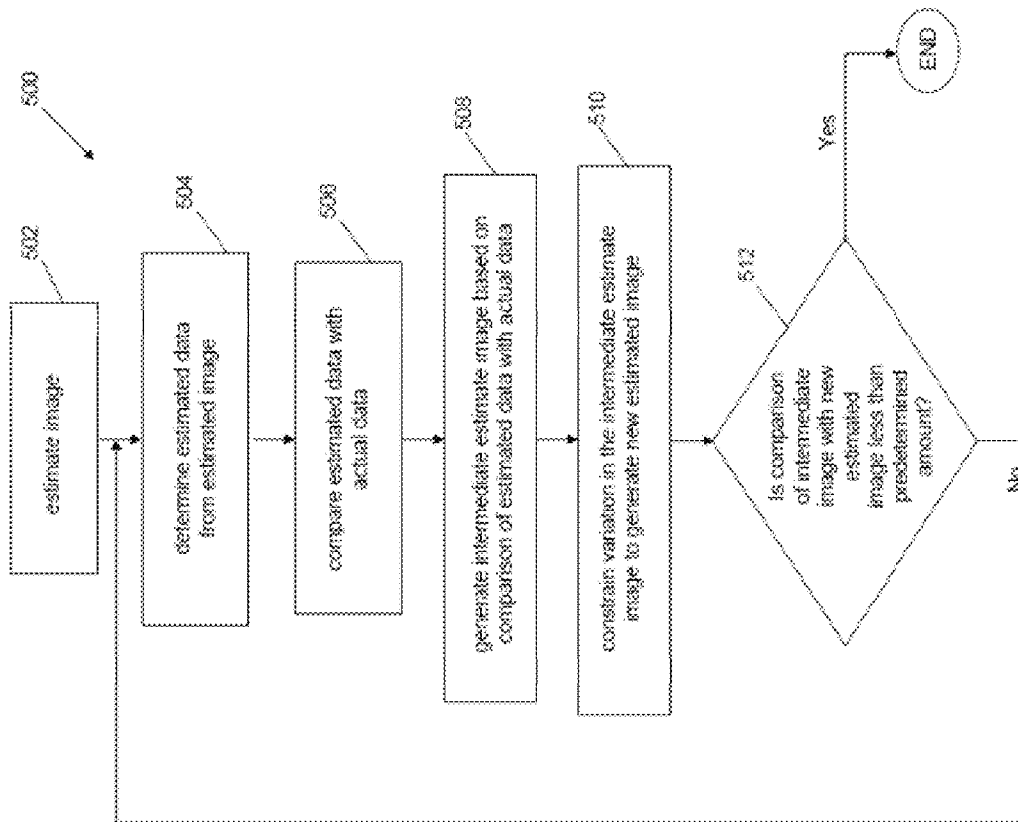 500
502
estimate image
504
determine estimated data
from estimated image
506
compare estimated data with
actual data
508
generate intermediate estimate image based on
comparison of estimated data with actual data
510
constrain variation in the intermediate estimate
image to generate new estimated image
512
Is comparison
of intermediate
image with new
estimated
image less than
predetermined
amount?
Yes
END
No